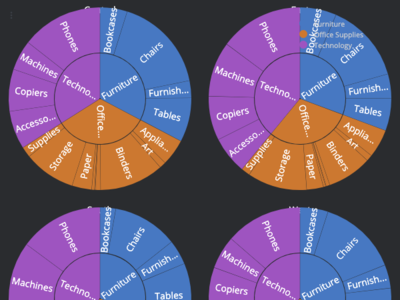 Phones
Bookcases
Chairs
Furnish...
Tables
Machines
Copiers
Accesso...
Supplies
Storage
Paper
Binders
Art
Applia...
Techno...
Furniture
Office...
Furniture
Office Supplies
Technology
Phones
Bookcases
Chairs
Furnish...
Tables
Machines
Copiers
Accesso...
Supplies
Storage
Paper
Binders
Art
Applia...
Techno...
Furniture
Office...
Phones
Bookcases
Chairs
Furnish...
Tables
Machines
Techno...
Furniture
Phones
Bookcases
Chairs
Furnish...
Machines
Copiers
Techno...
Furniture